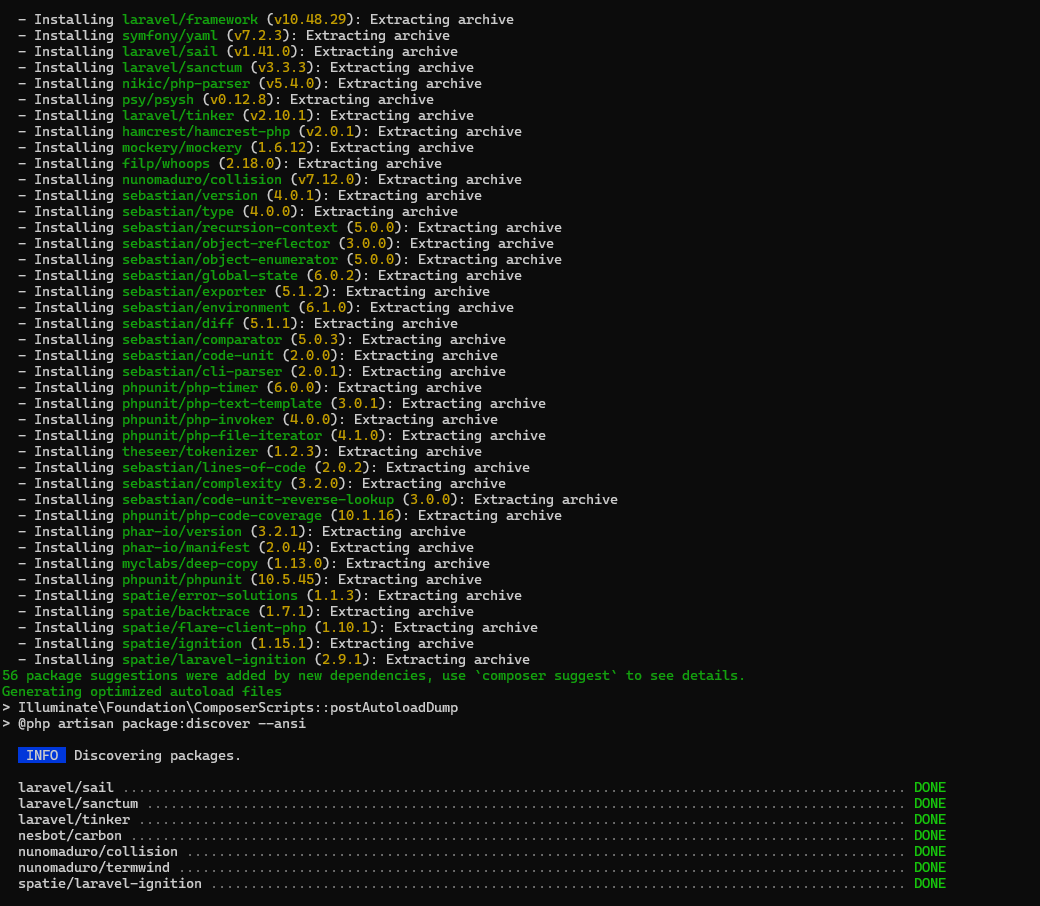 - Installing laravel/framework (v10.48.29): Extracting archive
- Installing symfony/yaml (v7.2.3): Extracting archive
- Installing laravel/sail (v1.41.0): Extracting archive
- Installing laravel/sanctum (v3.3.3): Extracting archive
- Installing nikic/php-parser (v5.4.0): Extracting archive
- Installing psy/psysh (v0.12.8): Extracting archive
- Installing laravel/tinker (v2.10.1): Extracting archive
- Installing hamcrest/hamcrest-php (v2.0.1): Extracting archive
- Installing mockery/mockery (1.6.12): Extracting archive
- Installing filp/whoops (2.18.0): Extracting archive
- Installing nunomaduro/collision (v7.12.0): Extracting archive
- Installing sebastian/version (4.0.1): Extracting archive
- Installing sebastian/type (4.0.0): Extracting archive
- Installing sebastian/recursion-context (5.0.0): Extracting archive
- Installing sebastian/object-reflector (3.0.0): Extracting archive
- Installing sebastian/object-enumerator (5.0.0): Extracting archive
- Installing sebastian/global-state (6.0.2): Extracting archive
- Installing sebastian/exporter (5.1.2): Extracting archive
- Installing sebastian/environment (6.1.0): Extracting archive
- Installing sebastian/diff (5.1.1): Extracting archive
- Installing sebastian/comparator (5.0.3): Extracting archive
- Installing sebastian/code-unit (2.0.0): Extracting archive
- Installing sebastian/cli-parser (2.0.1): Extracting archive
- Installing phpunit/php-timer (6.0.0): Extracting archive
- Installing phpunit/php-text-template (3.0.1): Extracting archive
- Installing phpunit/php-invoker (4.0.0): Extracting archive
- Installing phpunit/php-file-iterator (4.1.0): Extracting archive
- Installing theseer/tokenizer (1.2.3): Extracting archive
- Installing sebastian/lines-of-code (2.0.2): Extracting archive
- Installing sebastian/complexity (3.2.0): Extracting archive
- Installing sebastian/code-unit-reverse-lookup (3.0.0): Extracting archive
- Installing phpunit/php-code-coverage (10.1.16): Extracting archive
- Installing phar-io/version (3.2.1): Extracting archive
- Installing phar-io/manifest (2.0.4): Extracting archive
- Installing myclabs/deep-copy (1.13.0): Extracting archive
- Installing phpunit/phpunit (10.5.45): Extracting archive
- Installing spatie/error-solutions (1.1.3): Extracting archive
- Installing spatie/backtrace (1.7.1): Extracting archive
- Installing spatie/flare-client-php (1.10.1): Extracting archive
- Installing spatie/ignition (1.15.1): Extracting archive
- Installing spatie/laravel-ignition (2.9.1): Extracting archive
56 package suggestions were added by new dependencies, use `composer suggest` to see details.
Generating optimized autoload files
> Illuminate\Foundation\ComposerScripts::postAutoloadDump
> @php artisan package:discover --ansi
INFO Discovering packages.
laravel/sail .................................................................................................. DONE
laravel/sanctum ............................................................................................... DONE
laravel/tinker ................................................................................................ DONE
nesbot/carbon ................................................................................................. DONE
nunomaduro/collision .......................................................................................... DONE
nunomaduro/termwind ........................................................................................... DONE
spatie/laravel-ignition ....................................................................................... DONE